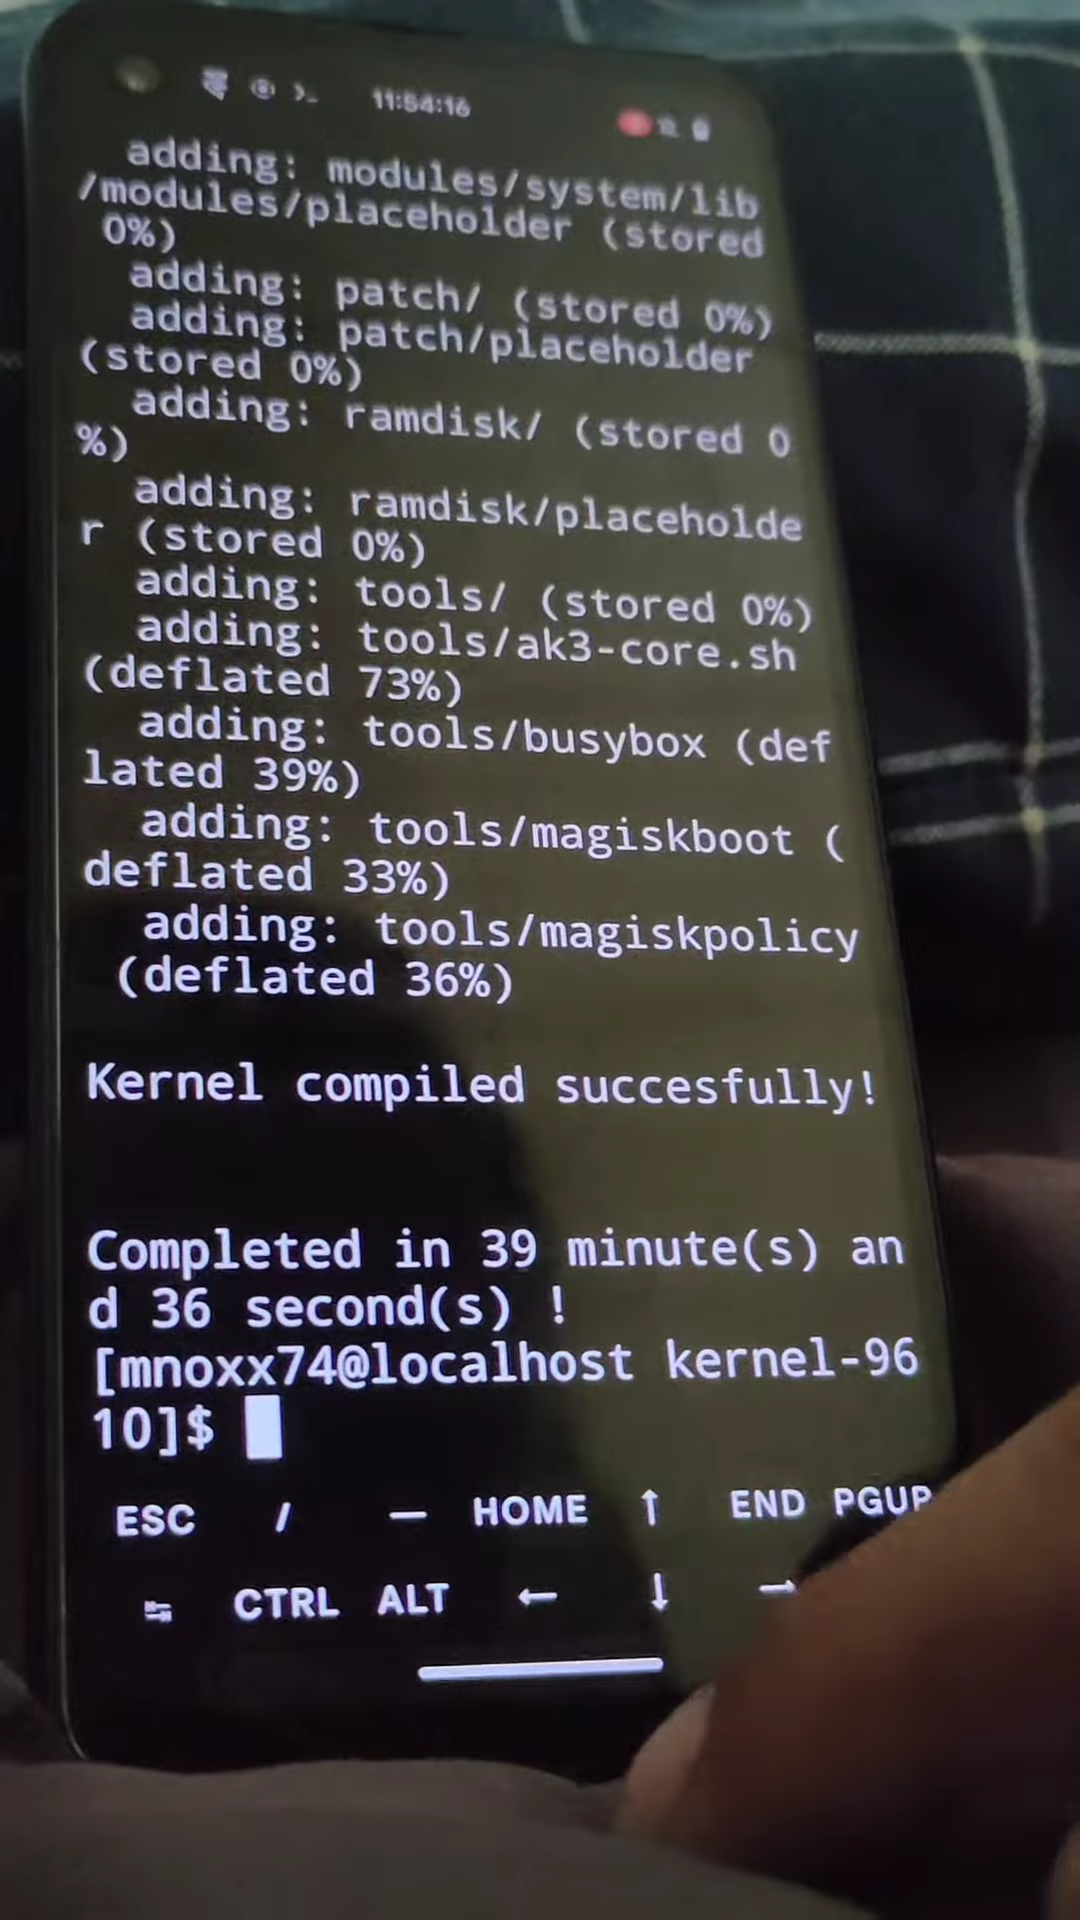 11:54:16
adding: modules/system/lib
/modules/placeholder (stored
0%)
adding: patch/ (stored 0%)
adding: patch/placeholder
(stored 0%)
adding: ramdisk/ (stored 0
%)
adding: ramdisk/placeholde
r (stored 0%)
adding: tools/ (stored 0%)
adding: tools/ak3-core.sh
(deflated 73%)
adding: tools/busybox (def
lated 39%)
adding: tools/magiskboot (
deflated 33%)
adding: tools/magiskpolicy
(deflated 36%)
Kernel compiled succesfully!
Completed in 39 minute(s) an
d 36 second(s) !
[mnoxx74@localhost kernel-96
10]$
ESC / — HOME ↑ END PGUP
↹ CTRL ALT ← ↓ →